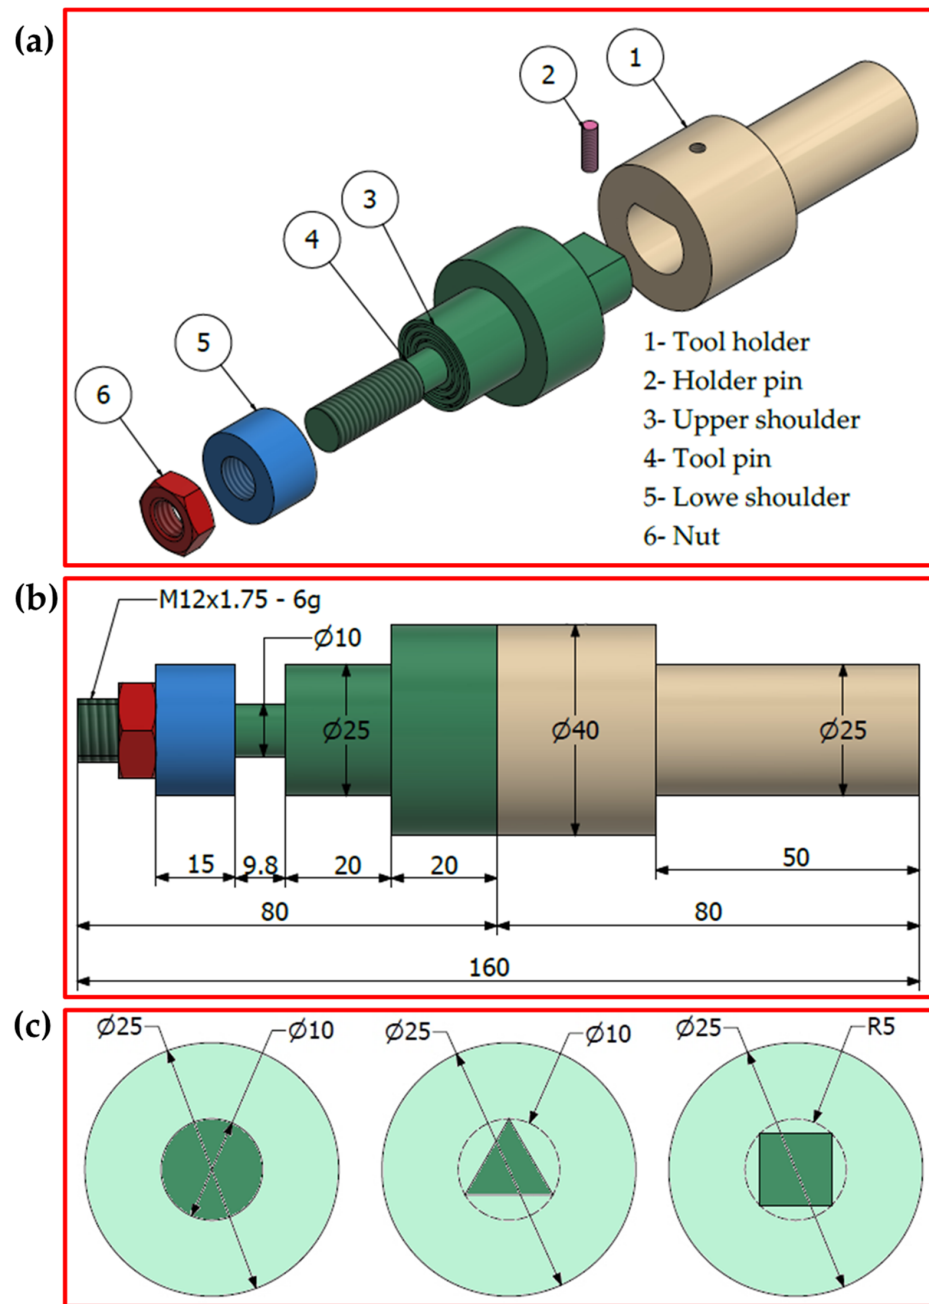 (a)
1
2
3
4
5
6
1- Tool holder
2- Holder pin
3- Upper shoulder
4- Tool pin
5- Lowe shoulder
6- Nut
(b)
M12x1.75 - 6g
Ø10
Ø25
Ø40
Ø25
15
9.8
20
20
50
80
80
160
(c)
Ø25
Ø10
Ø25
Ø10
Ø25
R5